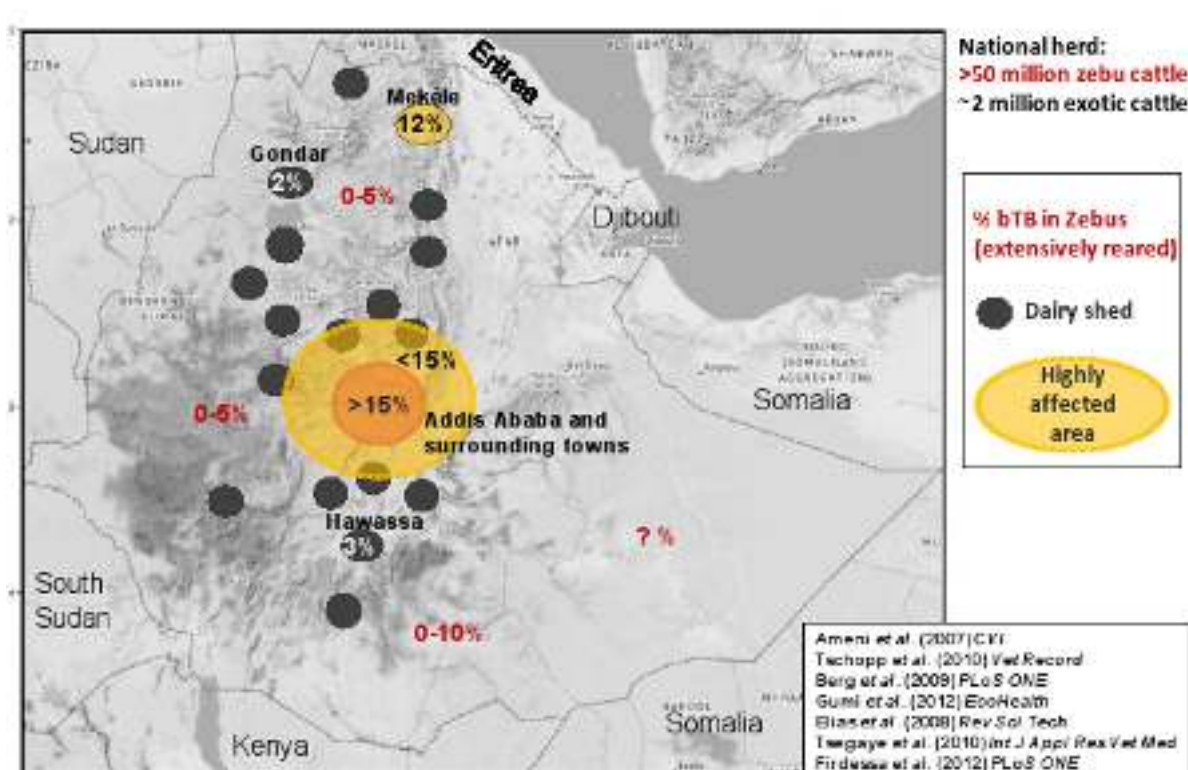 Eritrea
National herd:
>50 million zebu cattle
~2 million exotic cattle
Mekele
12%
Sudan
Gondar
2%
0-5%
Djibouti
% bTB in Zebus
(extensively reared)
Dairy shed
<15%
>15%
0-5%
Addis Ababa and
surrounding towns
Somalia
Highly
affected
area
Hawassa
3%
? %
South
Sudan
0-10%
Somalia
Kenya
Ameni et al. (2007) CVI
Tschopp et al. (2010) Vet Record
Berg et al. (2009) PLoS ONE
Gumi et al. (2012) EcoHealth
Elias et al. (2008) Rev Sci Tech
Tsegaye et al. (2010) Int J Appl Res Vet Med
Firdessa et al. (2012) PLoS ONE